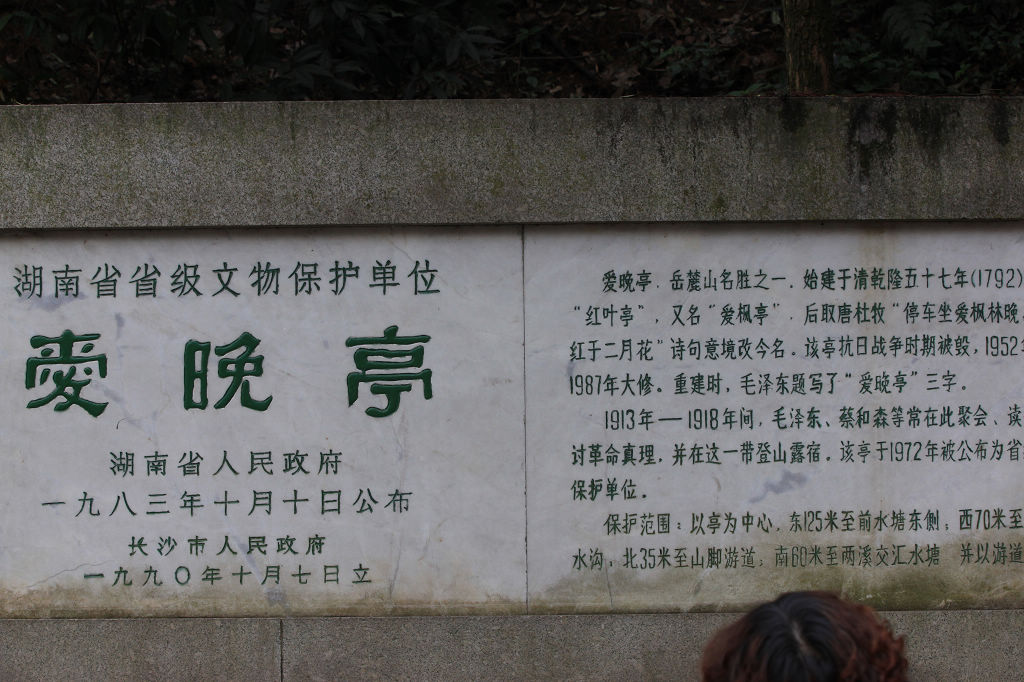 湖南省省级文物保护单位
愛晚亭
湖南省人民政府
一九八三年十月十日公布
长沙市人民政府
一九九〇年十月七日立
爱晚亭，岳麓山名胜之一，始建于清乾隆五十七年(1792)
“红叶亭”，又名“爱枫亭”，后取唐杜牧“停车坐爱枫林晚，
红于二月花”诗句意境改今名。该亭抗日战争时期被毁，1952
1987年大修。重建时，毛泽东题写了“爱晚亭”三字。
1913年—1918年间，毛泽东、蔡和森等常在此聚会、读
讨革命真理，并在这一带登山露宿。该亭于1972年被公布为省
保护单位。
保护范围：以亭为中心，东125米至前水塘东侧；西70米至
水沟；北35米至山脚游道；南60米至两溪交汇水塘 并以游道